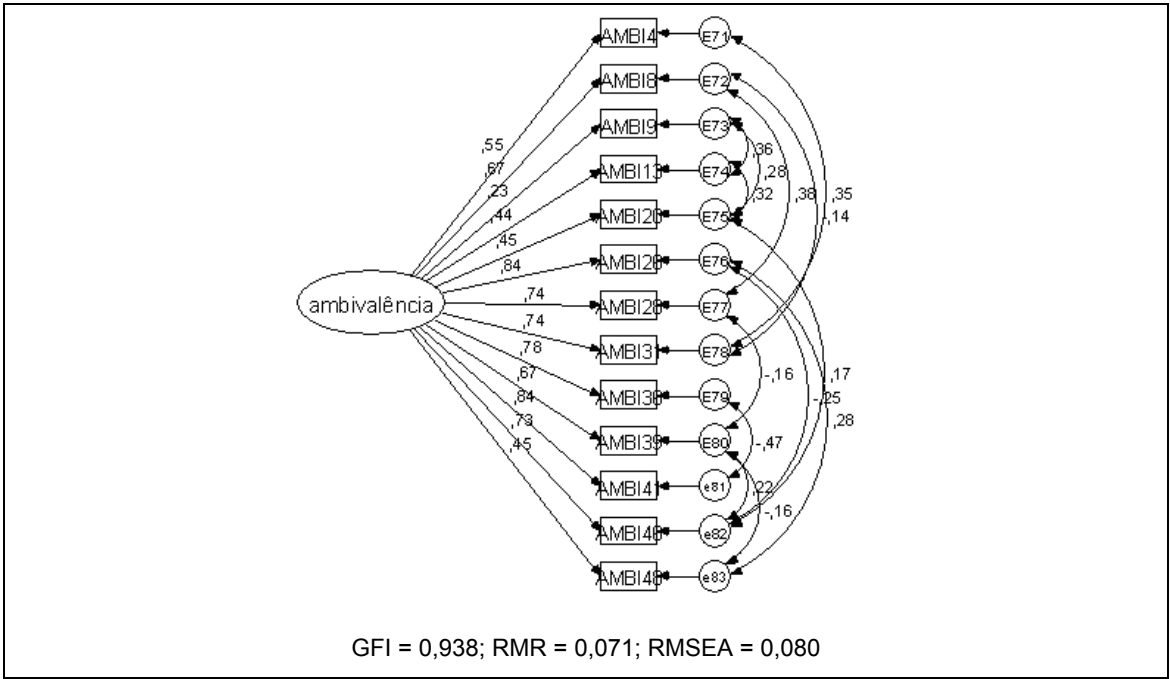 AMBI4 E71
AMBI8 E72
AMBI9 E73
,55
,36
,67
AMBI13 E74
,28
,23
,32 ,38 ,35
,44
AMBI20 E75 ,14
,45
,84
AMBI26 E76
ambivalência
,74
AMBI28 E77
,74
,78
AMBI31 E78
,67
-,16 ,17
,84
AMBI36 E79
-,25
,73
,28
,45
AMBI39 E80 -,47
AMBI41 e81 ,22
-,16
AMBI46 e82
AMBI48 e83
GFI = 0,938; RMR = 0,071; RMSEA = 0,080